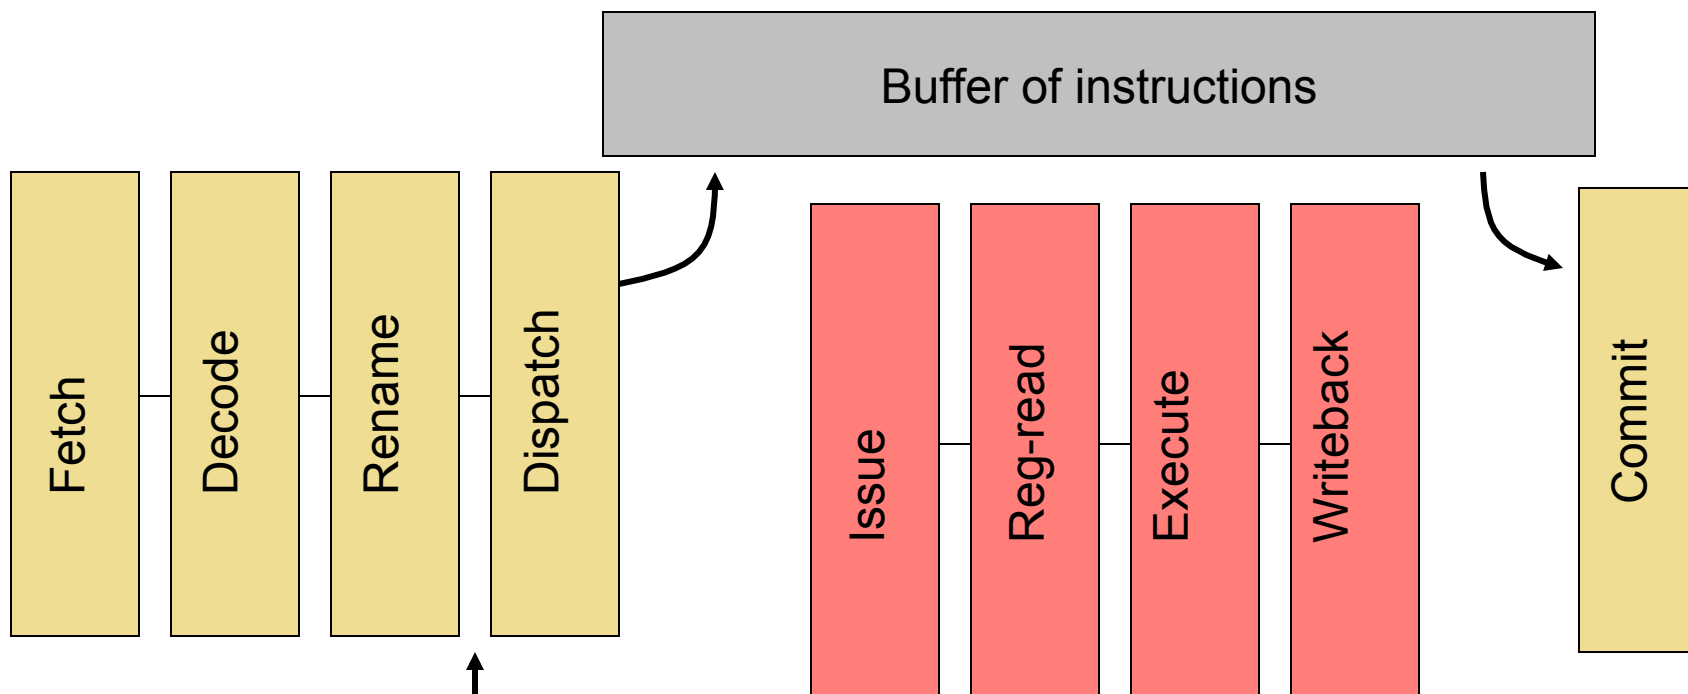 Buffer of instructions
Fetch
Decode
Rename
Dispatch
Issue
Reg-read
Execute
Writeback
Commit